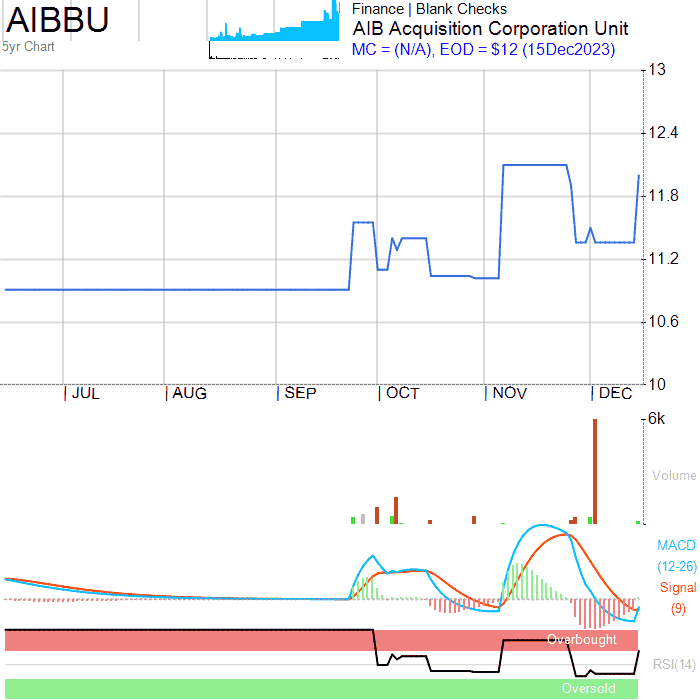 AIBBU
5yr Chart
Finance | Blank Checks
AIB Acquisition Corporation Unit
MC = (N/A), EOD = $12 (15Dec2023)
13
12.4
11.8
11.2
10.6
10
JUL AUG SEP OCT NOV DEC
6k
Volume
MACD
(12-26)
Signal
(9)
Overbought
RSI(14)
Oversold